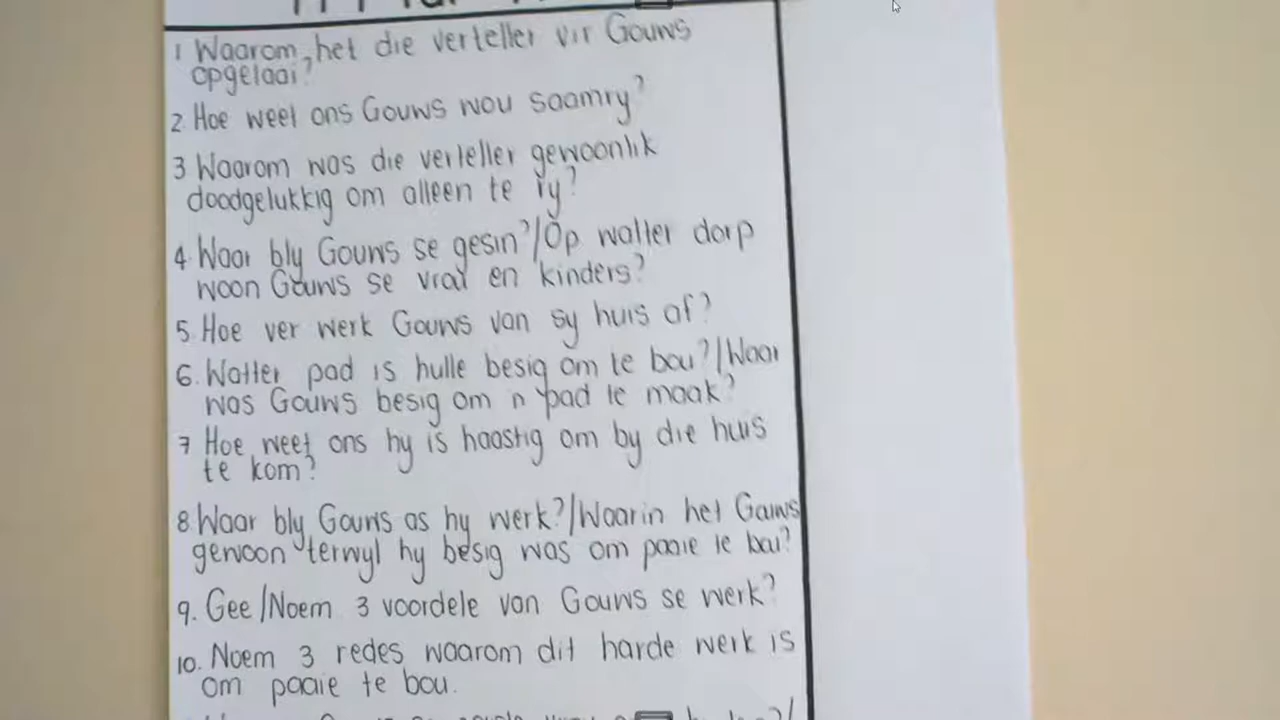 1 Waarom, het die verteller vir Gouws
opgelaai?
2. Hoe weet ons Gouws wou saamry?
3 Waarom was die verteller gewoonlik
doodgelukkig om alleen te ry?
4. Waar bly Gouws se gesin?/Op watter dorp
woon Gouws se vrou en kinders?
5. Hoe ver werk Gouws van sy huis af?
6. Watter pad is hulle besig om te bou?/Waar
was Gouws besig om 'n pad te maak?
7 Hoe weet ons hy is haastig om by die huis
te kom?
8. Waar bly Gouws as hy werk?/Waarin het Gouws
gewoon terwyl hy besig was om paaie te bou?
9. Gee/Noem 3 voordele van Gouws se werk?
10. Noem 3 redes waarom dit harde werk is
om paaie te bou.